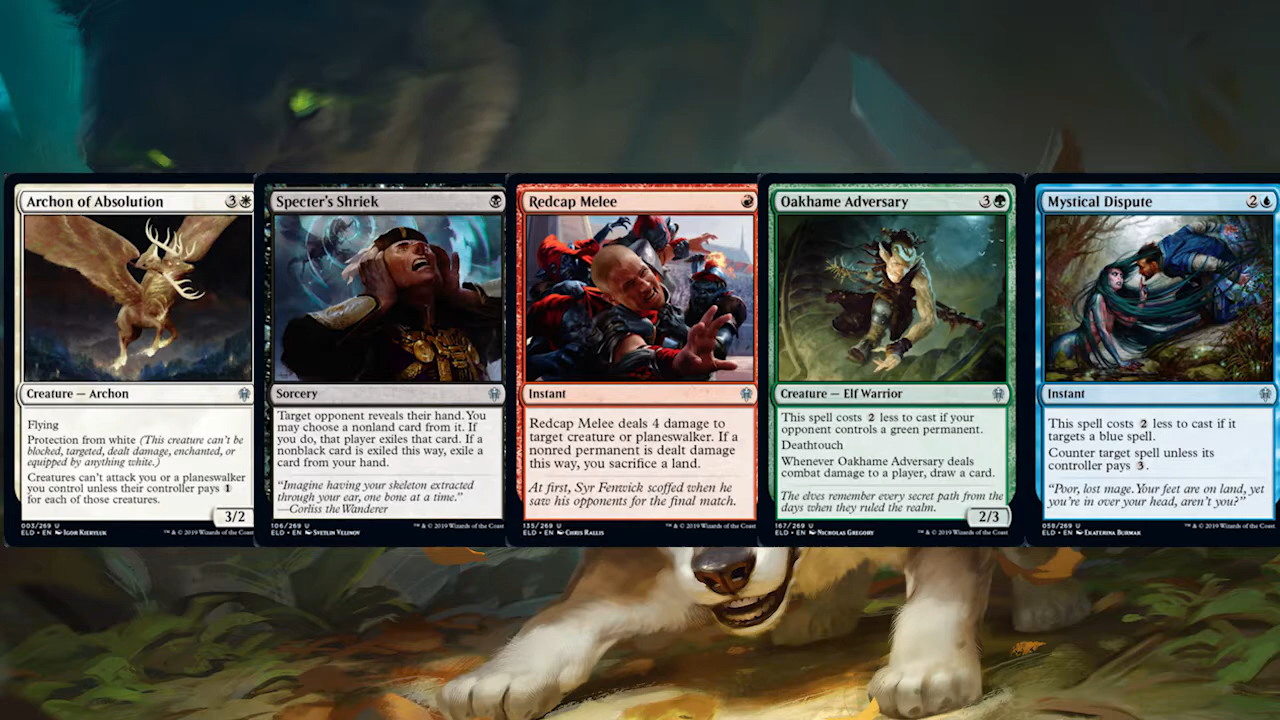 Archon of Absolution 3
Creature — Archon
Flying
Protection from white (This creature can't be
blocked, targeted, dealt damage, enchanted, or
equipped by anything white.)
Creatures can't attack you or a planeswalker
you control unless their controller pays 1
for each of those creatures.
3/2
003/269 U
ELD • EN IGOR KIERYLUK
™ & © 2019 Wizards of the Coast
Specter's Shriek
Sorcery
Target opponent reveals their hand. You
may choose a nonland card from it. If
you do, that player exiles that card. If a
nonblack card is exiled this way, exile a
card from your hand.
"Imagine having your skeleton extracted
through your ear, one bone at a time."
—Corliss the Wanderer
106/269 U
ELD • EN SVETLIN VELINOV
™ & © 2019 Wizards of the Coast
Redcap Melee
Instant
Redcap Melee deals 4 damage to
target creature or planeswalker. If a
nonred permanent is dealt damage
this way, you sacrifice a land.
At first, Syr Fenwick scoffed when he
saw his opponents for the final match.
135/269 U
ELD • EN CHRIS RALLIS
™ & © 2019 Wizards of the Coast
Oakhame Adversary 3
Creature — Elf Warrior
This spell costs 2 less to cast if your
opponent controls a green permanent.
Deathtouch
Whenever Oakhame Adversary deals
combat damage to a player, draw a card.
The elves remember every secret path from the
days when they ruled the realm.
2/3
167/269 U
ELD • EN NICHOLAS GREGORY
™ & © 2019 Wizards of the Coast
Mystical Dispute 2
Instant
This spell costs 2 less to cast if it
targets a blue spell.
Counter target spell unless its
controller pays 3.
"Poor, lost mage. Your feet are on land, yet
you're in over your head, aren't you?"
058/269 U
ELD • EN EKATERINA BURMAK
™ & © 2019 Wizards of the Coast